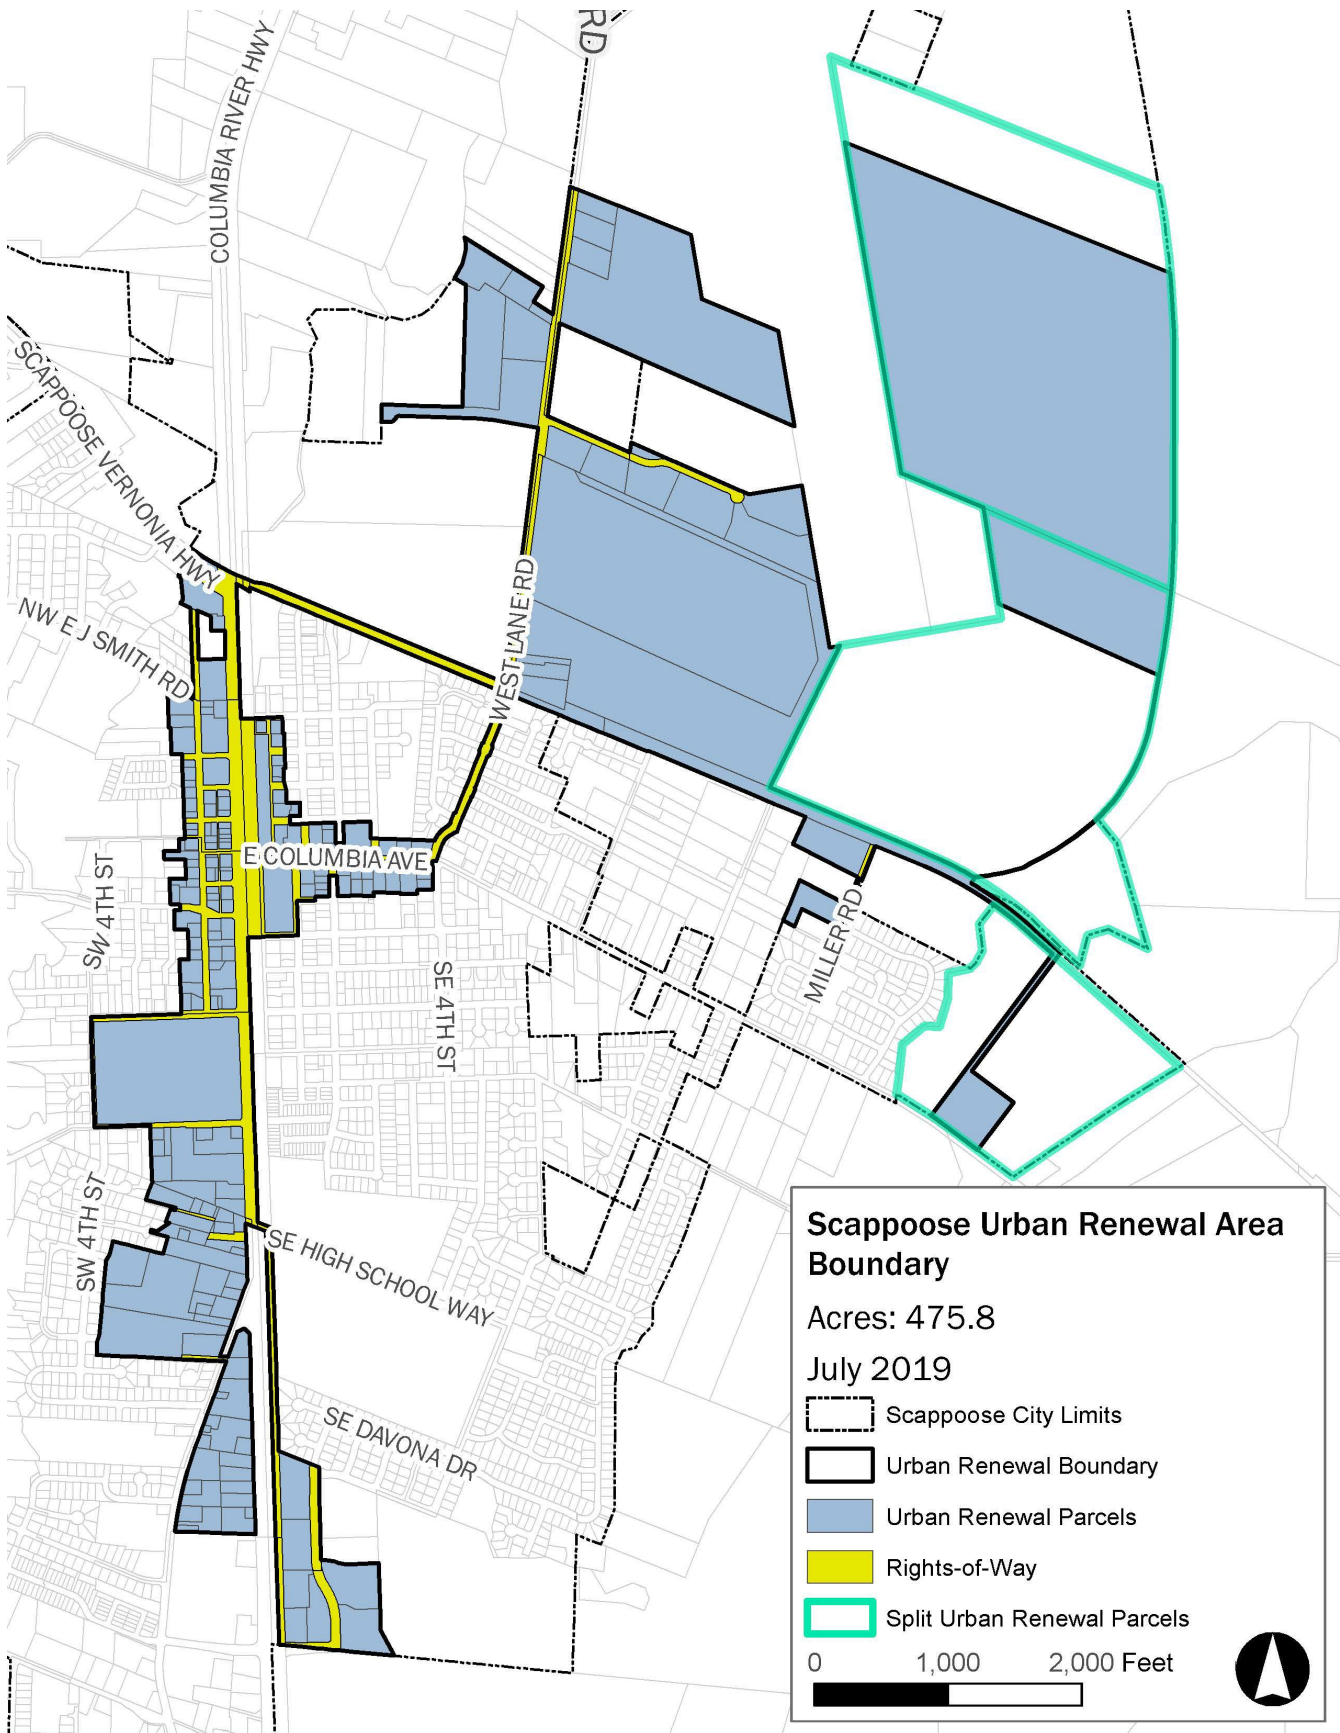 RD
COLUMBIA RIVER HWY
SCAPPOOSE VERNONIA HWY
NW E J SMITH RD
WEST LANE RD
E COLUMBIA AVE
SW 4TH ST
SE 4TH ST
MILLER RD
SW 4TH ST
SE HIGH SCHOOL WAY
SE DAVONA DR
Scappoose Urban Renewal Area
Boundary
Acres: 475.8
July 2019
Scappoose City Limits
Urban Renewal Boundary
Urban Renewal Parcels
Rights-of-Way
Split Urban Renewal Parcels
0 1,000 2,000 Feet